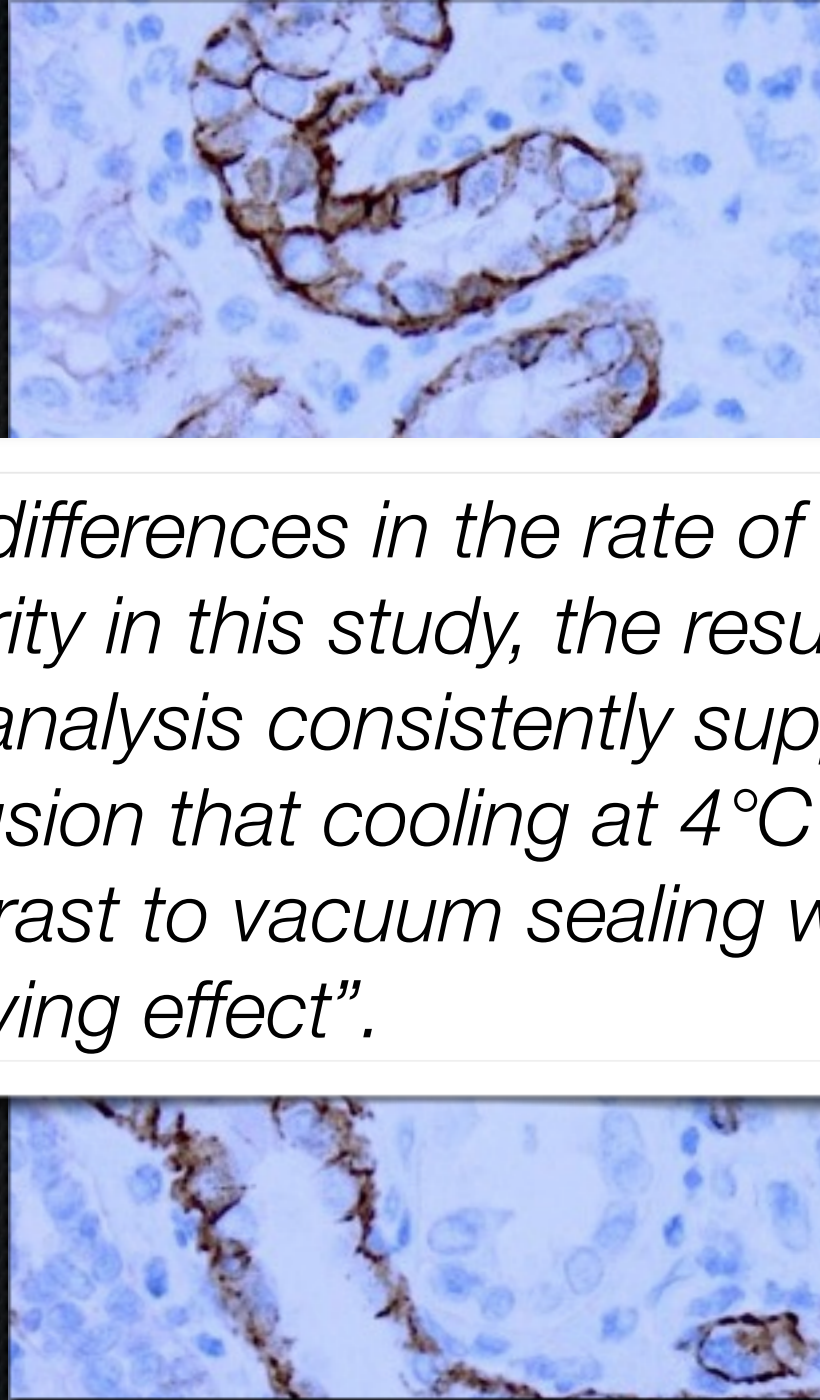 differences in the rate of
rity in this study, the resu
analysis consistently sup
usion that cooling at 4°C
rast to vacuum sealing w
ving effect”.